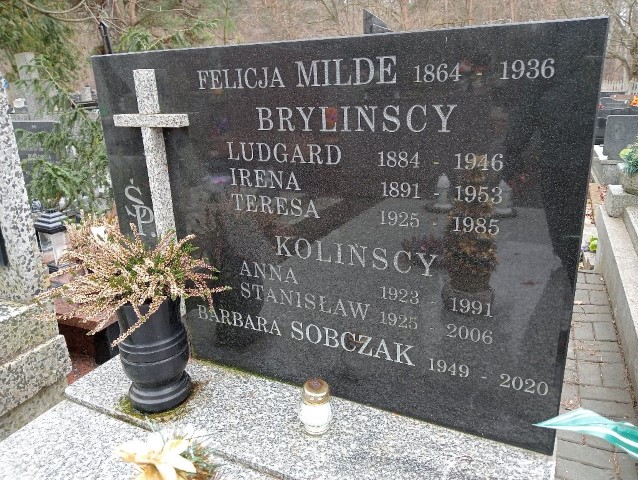 FELICJA MILDE 1864 - 1936
BRYLIŃSCY
LUDGARD 1884 - 1946
IRENA 1891 - 1953
TERESA 1925 - 1985
ŚP
KOLIŃSCY
ANNA 1923 - 1991
STANISŁAW 1925 2006
BARBARA SOBCZAK 1949 - 2020